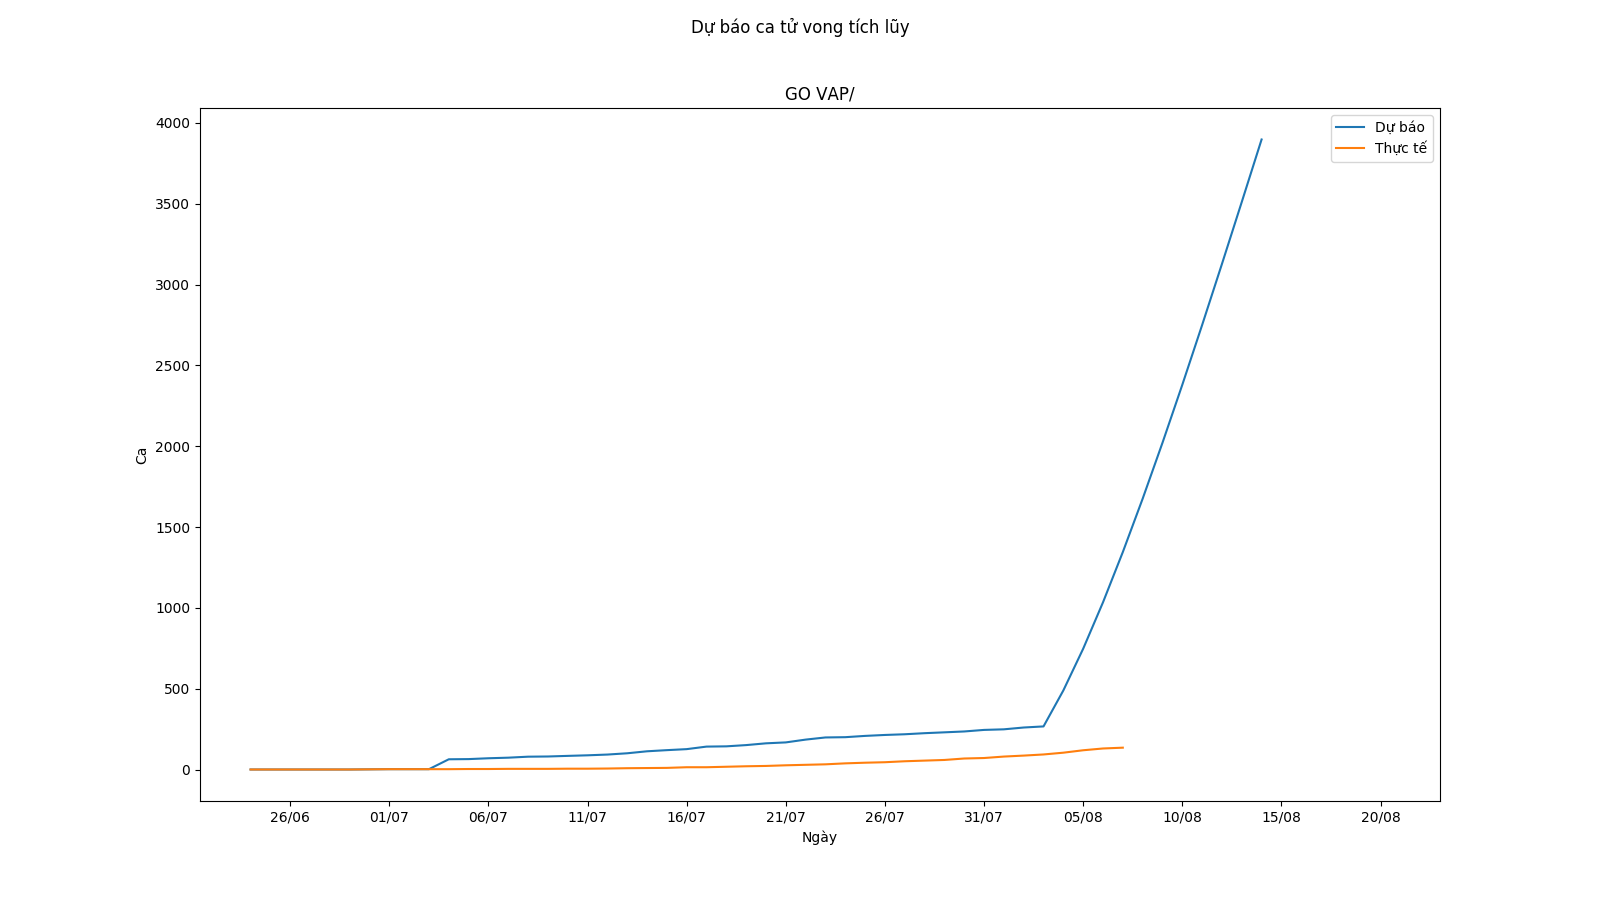 Dự báo ca tử vong tích lũy
GO VAP/
Dự báo
Thực tế
4000
3500
3000
2500
2000
1500
1000
500
0
Ca
26/06 01/07 06/07 11/07 16/07 21/07 26/07 31/07 05/08 10/08 15/08 20/08
Ngày